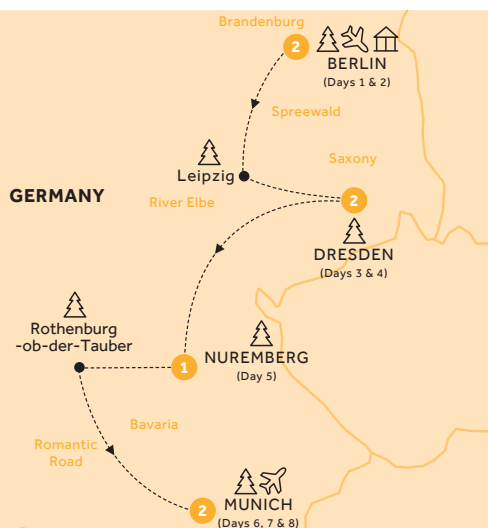 Brandenburg
2
BERLIN
(Days 1 & 2)
Spreewald
Saxony
Leipzig
GERMANY
River Elbe
2
DRESDEN
(Days 3 & 4)
Rothenburg
-ob-der-Tauber
NUREMBERG
1
(Day 5)
Bavaria
Romantic
Road
2
MUNICH
(Days 6, 7 & 8)